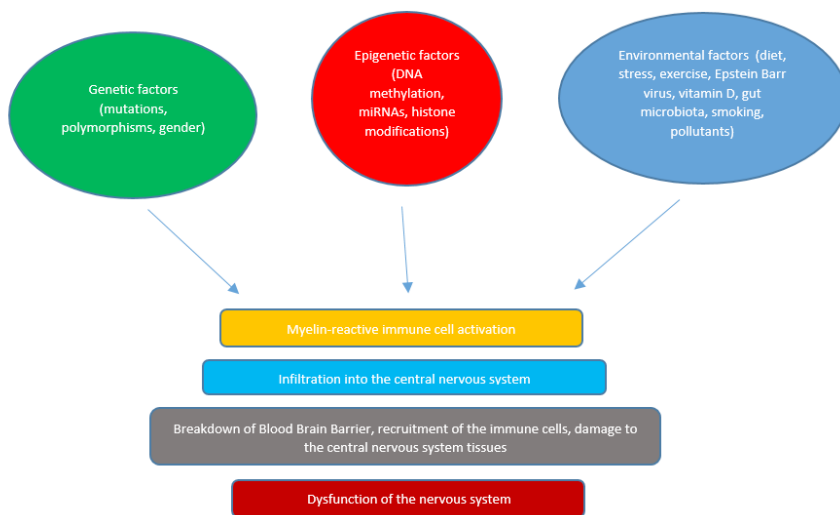 Genetic factors
(mutations,
polymorphisms, gender)
Epigenetic factors
(DNA
methylation,
miRNAs, histone
modifications)
Environmental factors (diet,
stress, exercise, Epstein Barr
virus, vitamin D, gut
microbiota, smoking,
pollutants)
Myelin-reactive immune cell activation
Infiltration into the central nervous system
Breakdown of Blood Brain Barrier, recruitment of the immune cells, damage to
the central nervous system tissues
Dysfunction of the nervous system